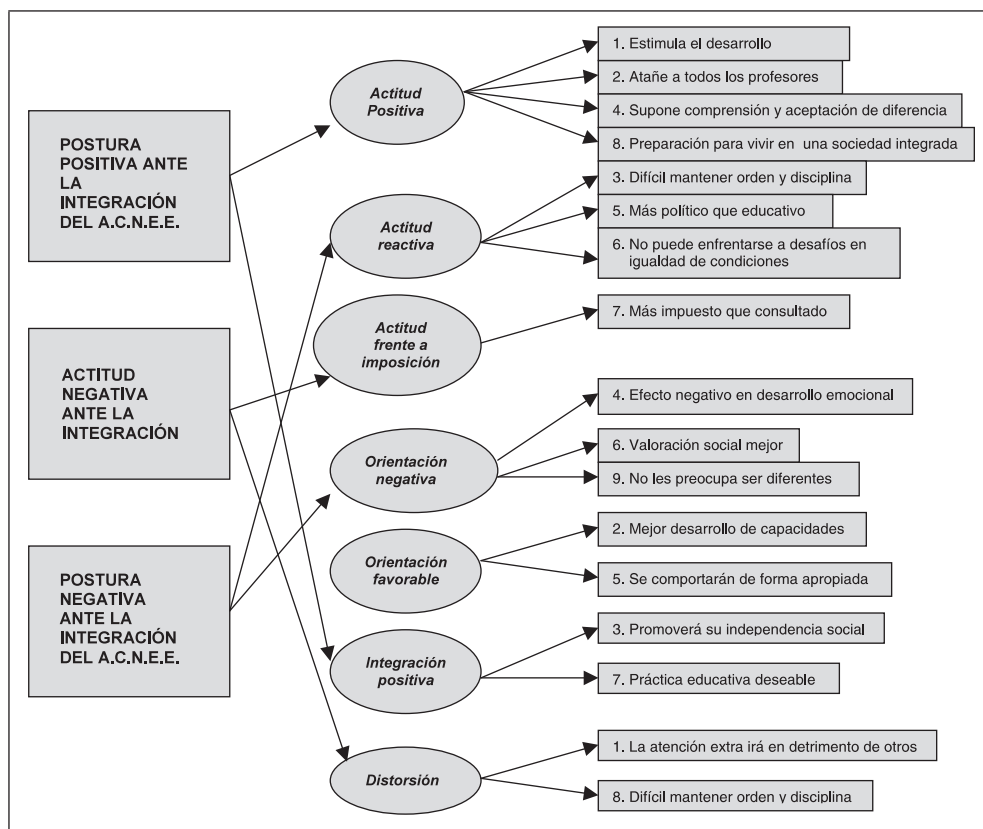 POSTURA
POSITIVA ANTE
LA
INTEGRACIÓN
DEL A.C.N.E.E.
ACTITUD
NEGATIVA
ANTE LA
INTEGRACIÓN
POSTURA
NEGATIVA
ANTE LA
INTEGRACIÓN
DEL A.C.N.E.E.
Actitud
Positiva
Actitud
reactiva
Actitud
frente a
imposición
Orientación
negativa
Orientación
favorable
Integración
positiva
Distorsión
1. Estimula el desarrollo
2. Atañe a todos los profesores
4. Supone comprensión y aceptación de diferencia
8. Preparación para vivir en una sociedad integrada
3. Difícil mantener orden y disciplina
5. Más político que educativo
6. No puede enfrentarse a desafíos en
igualdad de condiciones
7. Más impuesto que consultado
4. Efecto negativo en desarrollo emocional
6. Valoración social mejor
9. No les preocupa ser diferentes
2. Mejor desarrollo de capacidades
5. Se comportarán de forma apropiada
3. Promoverá su independencia social
7. Práctica educativa deseable
1. La atención extra irá en detrimento de otros
8. Difícil mantener orden y disciplina